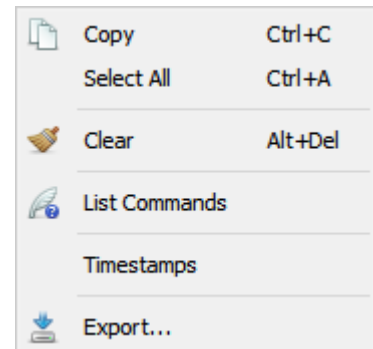 Copy Ctrl+C
Select All Ctrl+A
Clear Alt+Del
List Commands
Timestamps
Export...